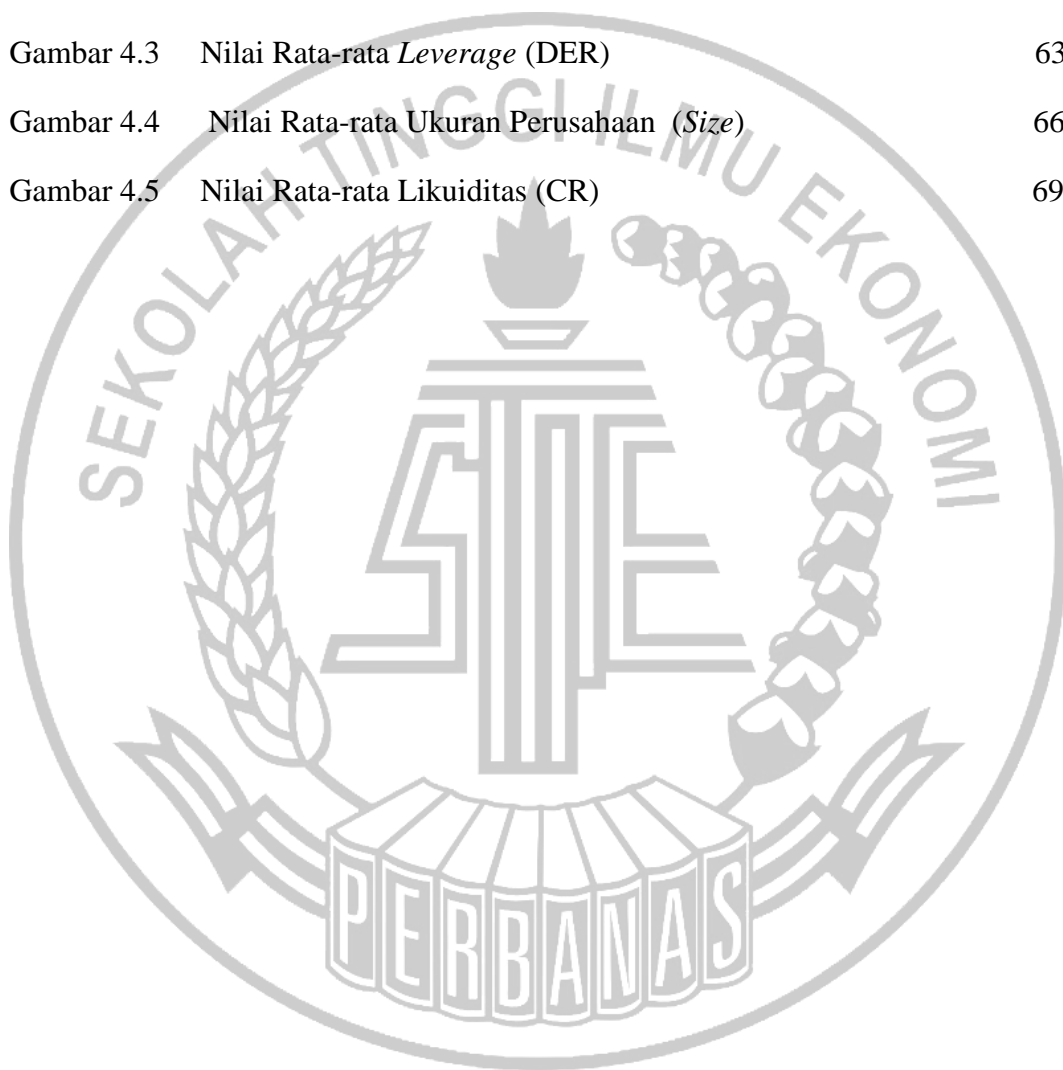 Gambar 4.3 Nilai Rata-rata Leverage (DER) 63
Gambar 4.4 Nilai Rata-rata Ukuran Perusahaan (Size) 66
Gambar 4.5 Nilai Rata-rata Likuiditas (CR) 69
SEKOLAH TINGGI ILMU EKONOMI
STIE
PERBANAS